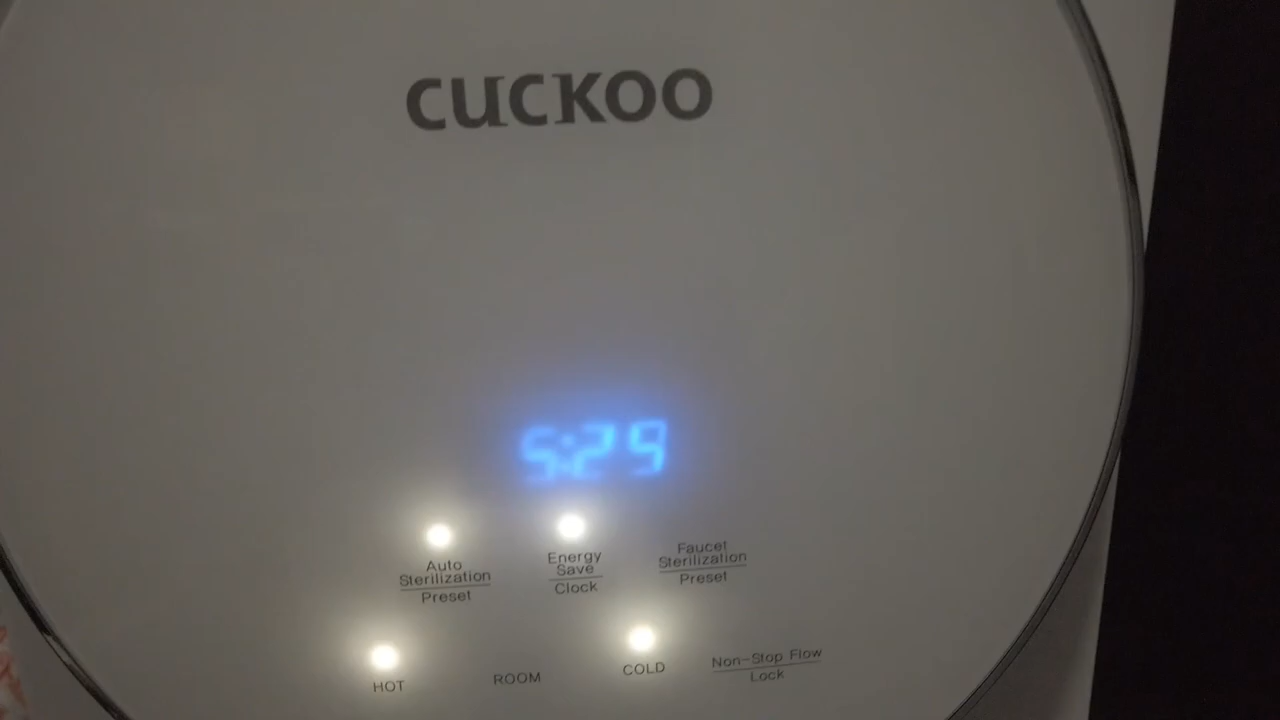 CUCKOO
5:29
Auto
Sterilization
Preset
Energy
Save
Clock
Faucet
Sterilization
Preset
HOT
ROOM
COLD
Non-Stop Flow
Lock